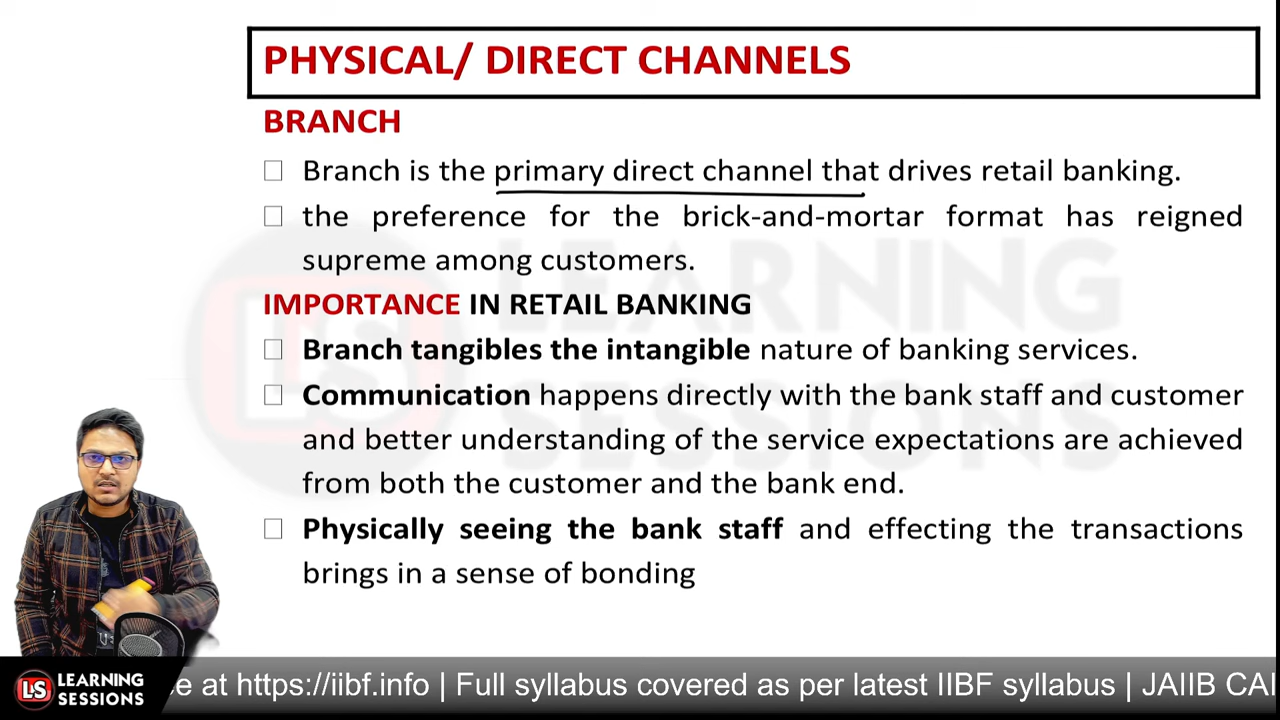 PHYSICAL/ DIRECT CHANNELS
BRANCH
Branch is the primary direct channel that drives retail banking.
the preference for the brick-and-mortar format has reigned
supreme among customers.
IMPORTANCE IN RETAIL BANKING
Branch tangibles the intangible nature of banking services.
Communication happens directly with the bank staff and customer
and better understanding of the service expectations are achieved
from both the customer and the bank end.
Physically seeing the bank staff and effecting the transactions
brings in a sense of bonding
LEARNING
SESSIONS
LS
LEARNING
SESSIONS
at https://iibf.info | Full syllabus covered as per latest IIBF syllabus | JAIIB